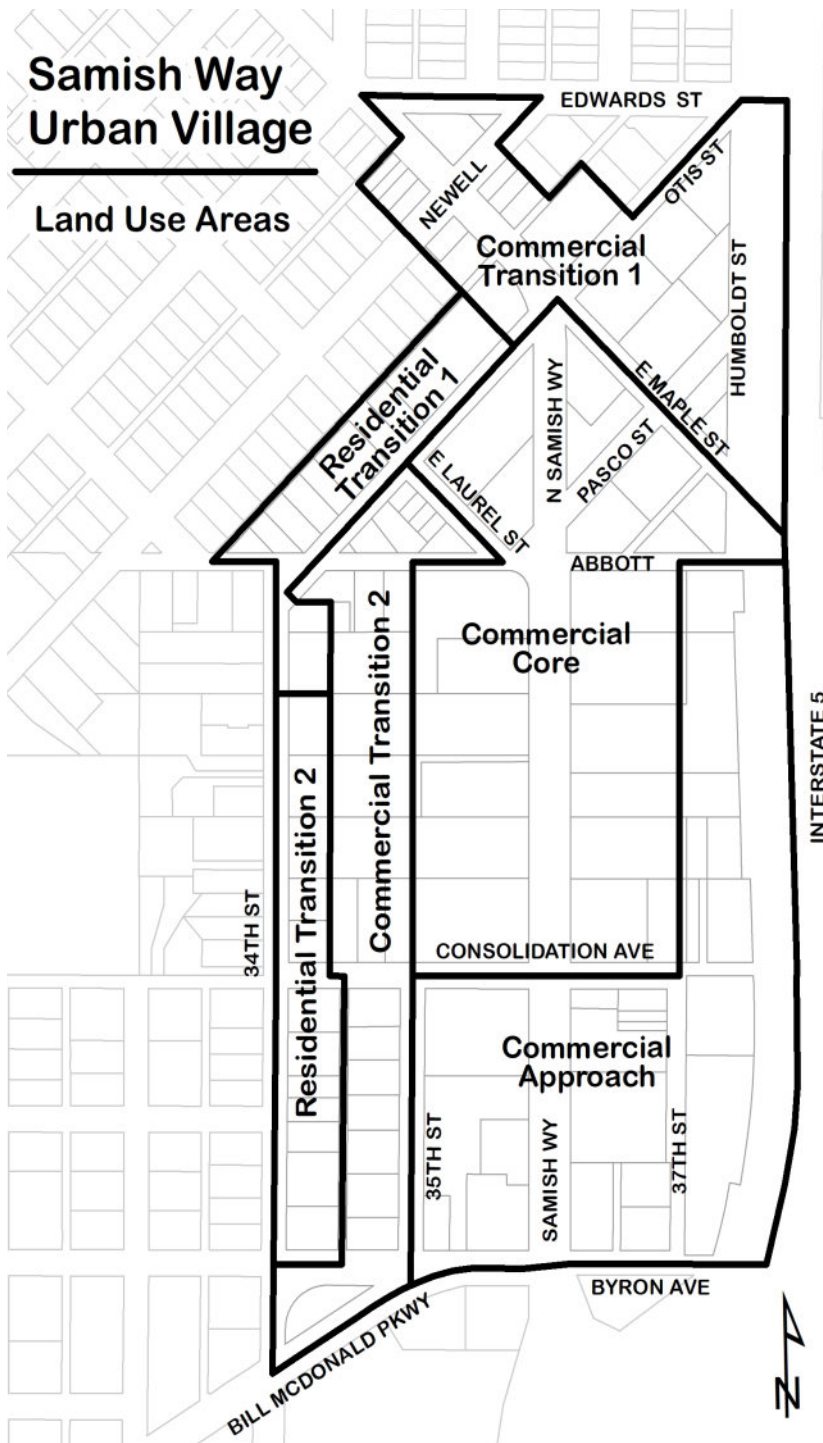 Samish Way
Urban Village
Land Use Areas
EDWARDS ST
OTIS ST
NEWELL
Commercial
Transition 1
HUMBOLDT ST
Residential
Transition 1
N SAMISH WY
E MAPLE ST
PASCO ST
E LAUREL ST
ABBOTT
Commercial Transition 2
Commercial
Core
INTERSTATE 5
Residential Transition 2
34TH ST
CONSOLIDATION AVE
Commercial
Approach
35TH ST
SAMISH WY
37TH ST
BYRON AVE
BILL MCDONALD PKWY
N